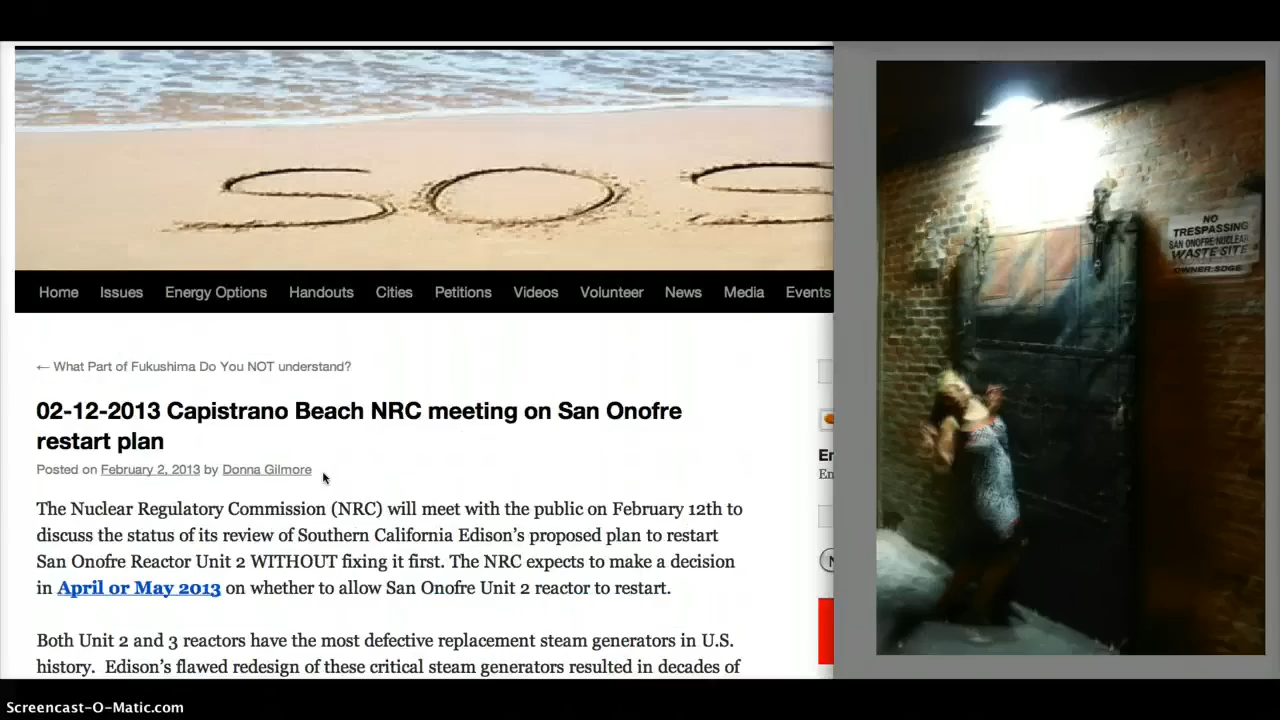 SOS
Home Issues Energy Options Handouts Cities Petitions Videos Volunteer News Media Events
← What Part of Fukushima Do You NOT understand?
02-12-2013 Capistrano Beach NRC meeting on San Onofre
restart plan
Posted on February 2, 2013 by Donna Gilmore
The Nuclear Regulatory Commission (NRC) will meet with the public on February 12th to
discuss the status of its review of Southern California Edison's proposed plan to restart
San Onofre Reactor Unit 2 WITHOUT fixing it first. The NRC expects to make a decision
in April or May 2013 on whether to allow San Onofre Unit 2 reactor to restart.
Both Unit 2 and 3 reactors have the most defective replacement steam generators in U.S.
history. Edison's flawed redesign of these critical steam generators resulted in decades of
NO
TRESPASSING
SAN ONOFRE NUCLEAR
WASTE SITE
OWNER: SDGE
Screencast-O-Matic.com